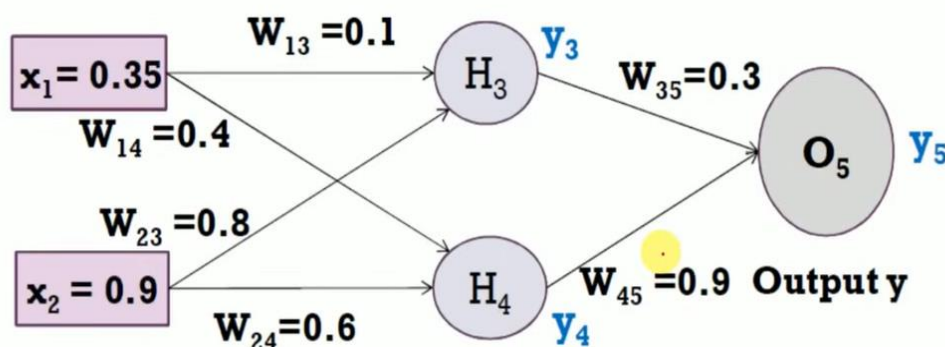 W₁₃ =0.1
y₃
x₁ = 0.35
H₃
W₃₅=0.3
W₁₄ =0.4
O₅
y₅
W₂₃ =0.8
x₂ = 0.9
H₄
W₄₅ =0.9 Output y
W₂₄=0.6
y₄